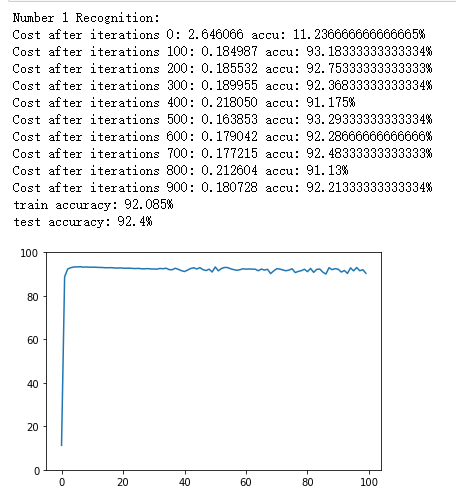 Number 1 Recognition:
Cost after iterations 0: 2.646066 accu: 11.236666666666665%
Cost after iterations 100: 0.184987 accu: 93.18333333333334%
Cost after iterations 200: 0.185532 accu: 92.75333333333333%
Cost after iterations 300: 0.189955 accu: 92.36833333333334%
Cost after iterations 400: 0.218050 accu: 91.175%
Cost after iterations 500: 0.163853 accu: 93.29333333333334%
Cost after iterations 600: 0.179042 accu: 92.28666666666666%
Cost after iterations 700: 0.177215 accu: 92.48333333333333%
Cost after iterations 800: 0.212604 accu: 91.13%
Cost after iterations 900: 0.180728 accu: 92.21333333333334%
train accuracy: 92.085%
test accuracy: 92.4%
100
80
60
40
20
0
0 20 40 60 80 100